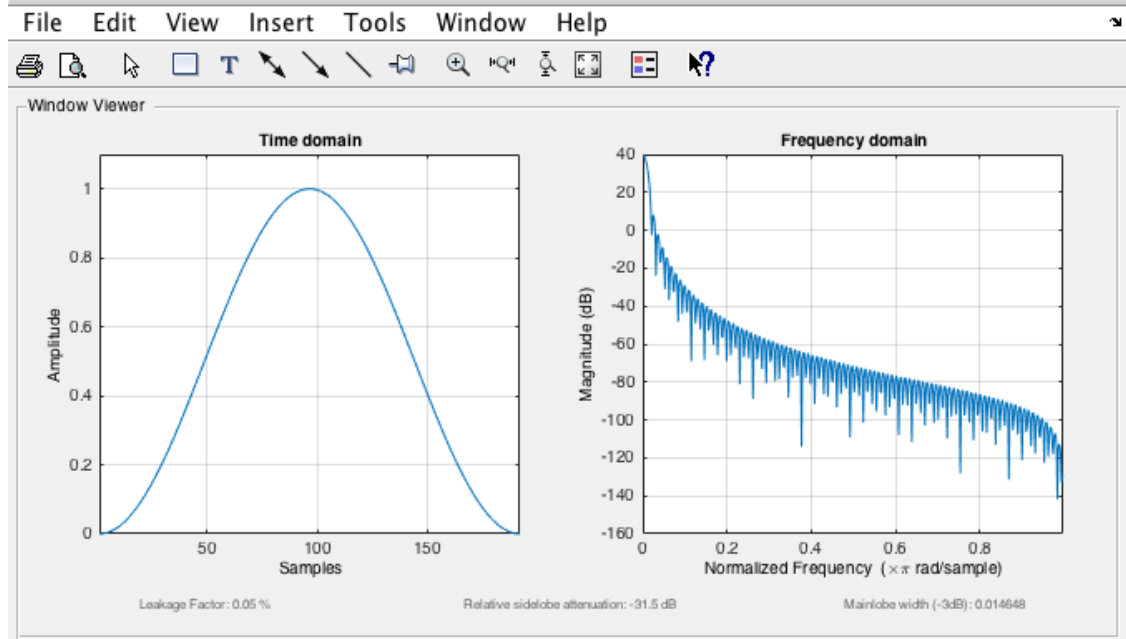 File Edit View Insert Tools Window Help
T
?
Window Viewer
Time domain
Amplitude
1
0.8
0.6
0.4
0.2
0
50 100 150
Samples
Frequency domain
Magnitude (dB)
40
20
0
-20
-40
-60
-80
-100
-120
-140
-160
0 0.2 0.4 0.6 0.8
Normalized Frequency (×π rad/sample)
Leakage Factor: 0.05 % Relative sidelobe attenuation: -31.5 dB Mainlobe width (-3dB): 0.014648